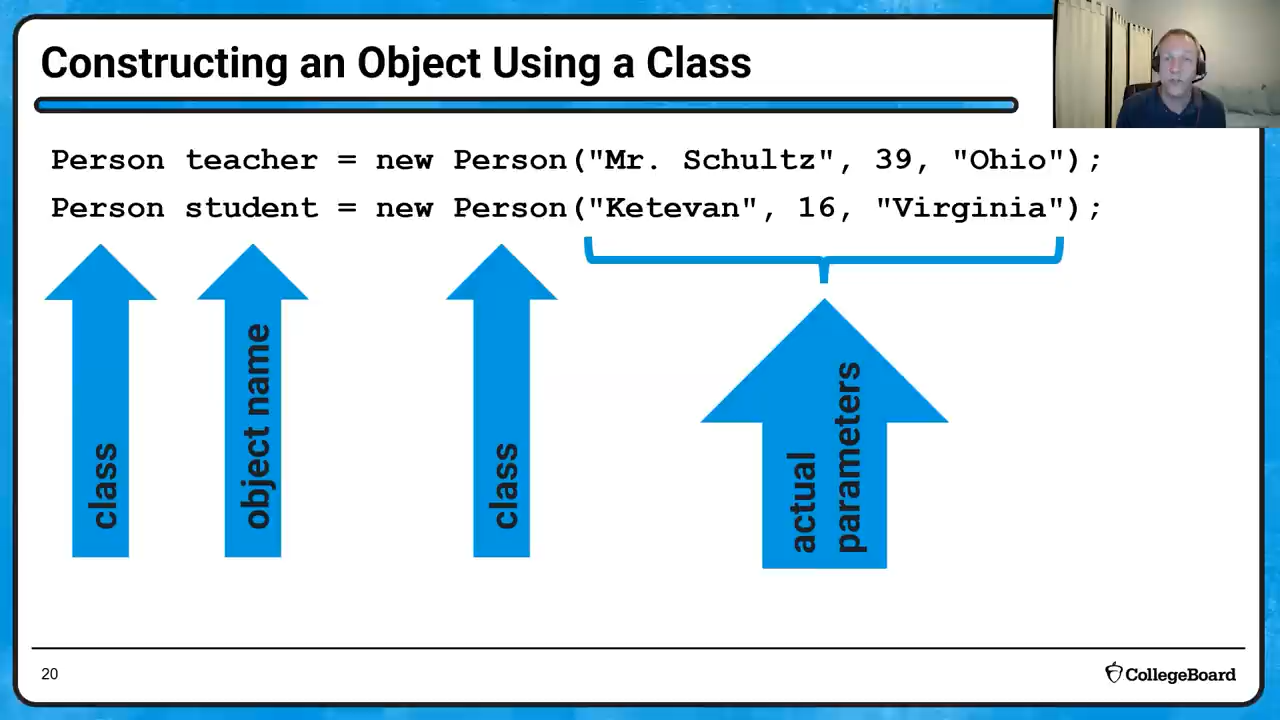 Constructing an Object Using a Class
Person teacher = new Person("Mr. Schultz", 39, "Ohio");
Person student = new Person("Ketevan", 16, "Virginia");
class
object name
class
actual
parameters
20
CollegeBoard